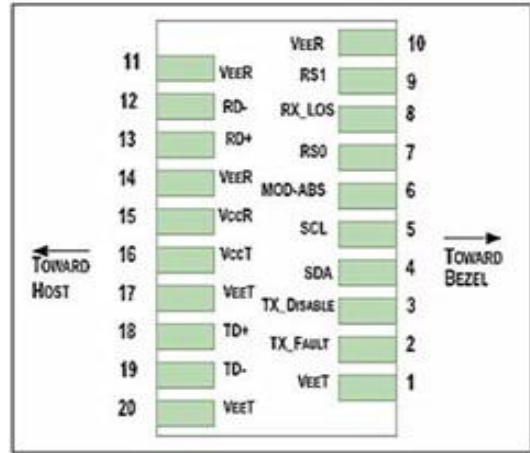 11 VEER
12 RD-
13 RD+
14 VEER
15 VCCR
16 VCCT
17 VEET
18 TD+
19 TD-
20 VEET
VEER 10
RS1 9
RX_LOS 8
RS0 7
MOD-ABS 6
SCL 5
SDA 4
TX_DISABLE 3
TX_FAULT 2
VEET 1
TOWARD
HOST
TOWARD
BEZEL